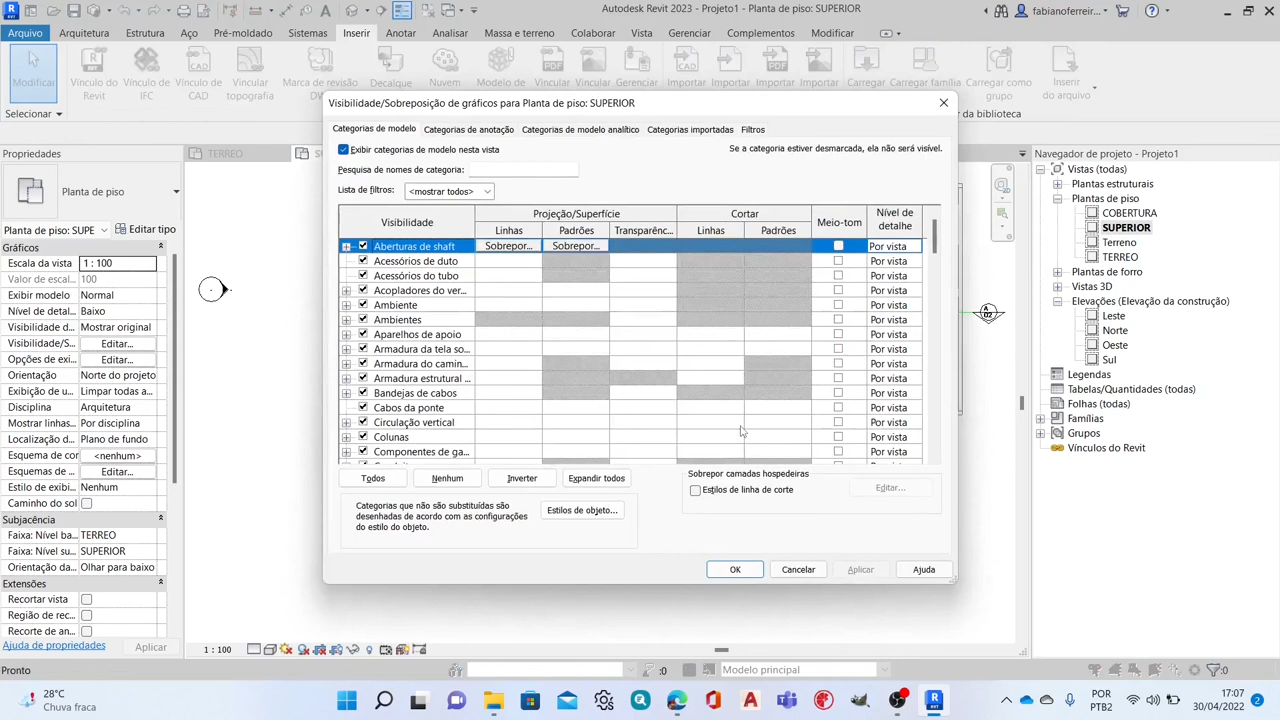 Autodesk Revit 2023 - Projeto1 - Planta de piso: SUPERIOR
fabianoferreir...
Arquivo Arquitetura Estrutura Aço Pré-moldado Sistemas Inserir Anotar Analisar Massa e terreno Colaborar Vista Gerenciar Complementos Modificar
Modificar
Vínculo do Revit
Vínculo de IFC
Vínculo de CAD
Vincular topografia
Marca de revisão
Decalque
Nuvem
Modelo de
Vincular
Vincular
Gerenciar
Importar
Importar
Importar
Importar
Carregar
Carregar família
Carregar como grupo
Inserir do arquivo
Selecionar
da biblioteca
Propriedades
Planta de piso
Planta de piso: SUPE
Editar tipo
Gráficos
Escala da vista 1 : 100
Valor de escal... 100
Exibir modelo Normal
Nível de detal... Baixo
Visibilidade d... Mostrar original
Visibilidade/S... Editar...
Opções de exi... Editar...
Orientação Norte do projeto
Exibição de u... Limpar todas a...
Disciplina Arquitetura
Mostrar linhas... Por disciplina
Localização d... Plano de fundo
Esquema de cor <nenhum>
Esquemas de ... Editar...
Estilo de exibi... Nenhum
Caminho do sol
Subjacência
Faixa: Nível ba... TERREO
Faixa: Nível su... SUPERIOR
Orientação da... Olhar para baixo
Extensões
Recortar vista
Região de rec...
Recorte de an...
Ajuda de propriedades Aplicar
TERREO
Visibilidade/Sobreposição de gráficos para Planta de piso: SUPERIOR
Categorias de modelo Categorias de anotação Categorias de modelo analítico Categorias importadas Filtros
Exibir categorias de modelo nesta vista
Se a categoria estiver desmarcada, ela não será visível.
Pesquisa de nomes de categoria:
Lista de filtros: <mostrar todos>
Visibilidade Projeção/Superfície Cortar Meio-tom Nível de detalhe
Linhas Padrões Transparênc... Linhas Padrões
Aberturas de shaft Sobrepor... Sobrepor... Por vista
Acessórios de duto Por vista
Acessórios do tubo Por vista
Acopladores do ver... Por vista
Ambiente Por vista
Ambientes Por vista
Aparelhos de apoio Por vista
Armadura da tela so... Por vista
Armadura do camin... Por vista
Armadura estrutural ... Por vista
Bandejas de cabos Por vista
Cabos da ponte Por vista
Circulação vertical Por vista
Colunas Por vista
Componentes de ga... Por vista
Todos Nenhum Inverter Expandir todos
Sobrepor camadas hospedeiras
Estilos de linha de corte Editar...
Categorias que não são substituídas são
desenhadas de acordo com as configurações
do estilo do objeto.
Estilos de objeto...
OK Cancelar Aplicar Ajuda
Navegador de projeto - Projeto1
Vistas (todas)
Plantas estruturais
Plantas de piso
COBERTURA
SUPERIOR
Terreno
TERREO
Plantas de forro
Vistas 3D
Elevações (Elevação da construção)
Leste
Norte
Oeste
Sul
Legendas
Tabelas/Quantidades (todas)
Folhas (todas)
Famílias
Grupos
Vínculos do Revit
1 : 100
Pronto
:0
Modelo principal
:0
28°C
Chuva fraca
POR
PTB2
17:07
30/04/2022